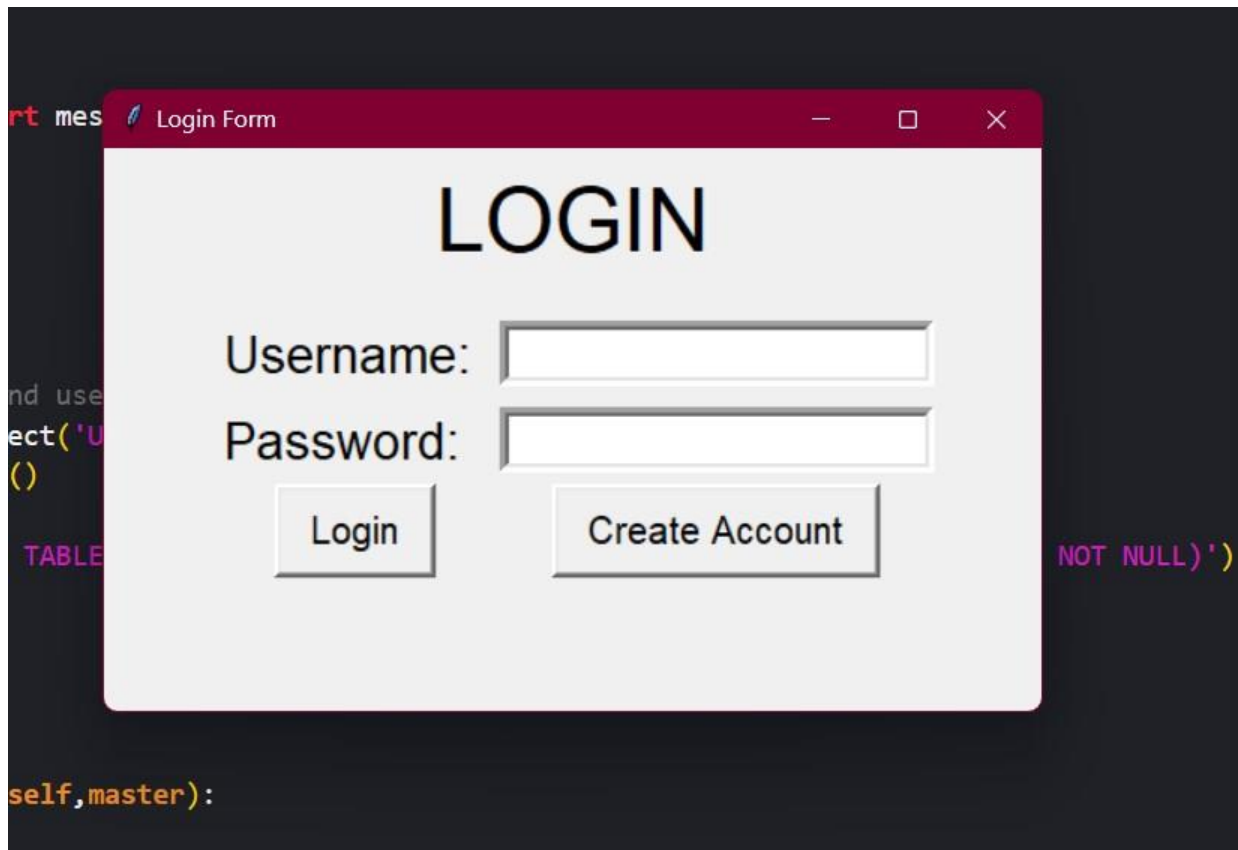 rt mes
Login Form
LOGIN
Username:
nd use
ect('U
Password:
()
Login
Create Account
TABLE
NOT NULL)')
self,master):